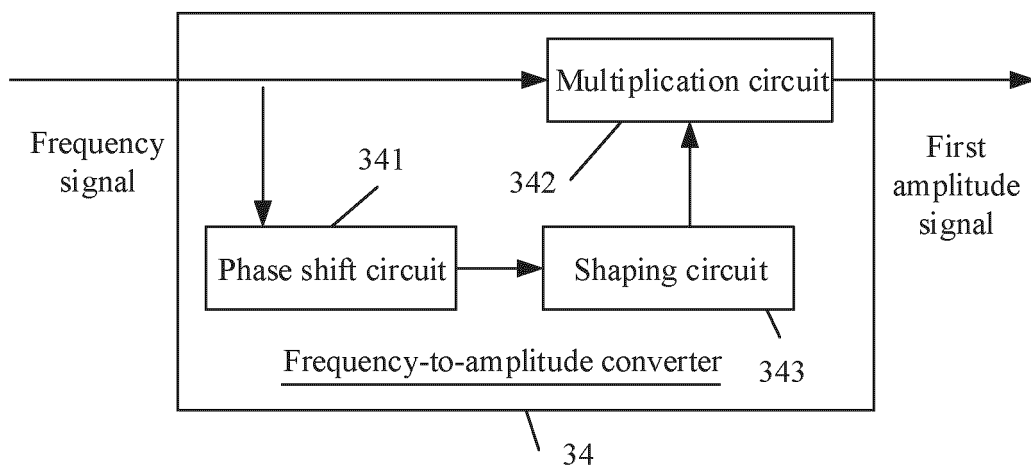 Multiplication circuit
Frequency
signal
341
342
First
amplitude
signal
Phase shift circuit
Shaping circuit
Frequency-to-amplitude converter
343
34